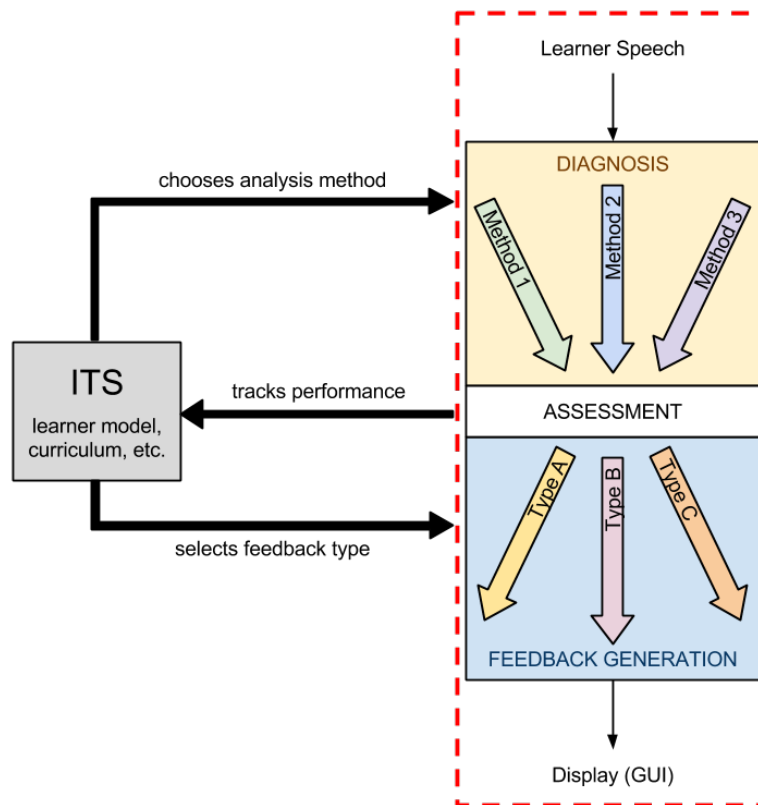 Learner Speech
DIAGNOSIS
chooses analysis method
Method 1
Method 2
Method 3
ITS
learner model,
curriculum, etc.
tracks performance
ASSESSMENT
Type A
Type B
Type C
selects feedback type
FEEDBACK GENERATION
Display (GUI)